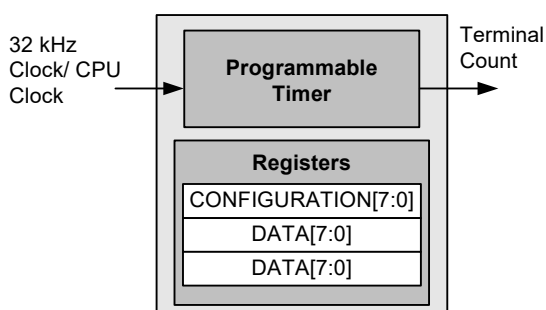 32 kHz
Clock/ CPU
Clock
Programmable
Timer
Terminal
Count
Registers
CONFIGURATION[7:0]
DATA[7:0]
DATA[7:0]